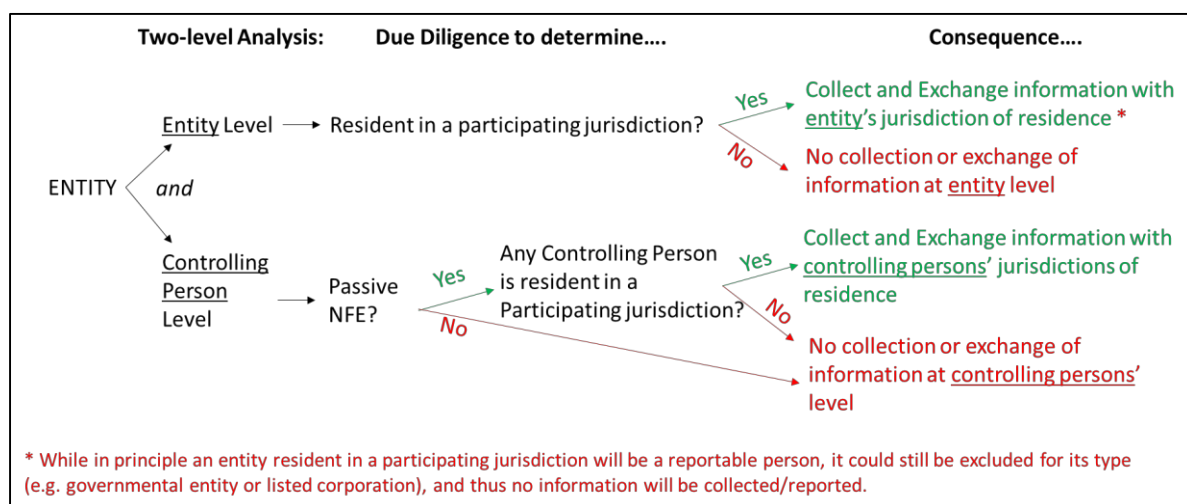 Two-level Analysis: Due Diligence to determine.... Consequence....
Entity Level
Resident in a participating jurisdiction?
Yes
No
Collect and Exchange information with
entity's jurisdiction of residence *
No collection or exchange of
information at entity level
ENTITY
and
Controlling
Person
Level
Passive
NFE?
Yes
No
Any Controlling Person
is resident in a
Participating jurisdiction?
Yes
No
Collect and Exchange information with
controlling persons' jurisdictions of
residence
No collection or exchange of
information at controlling persons'
level
* While in principle an entity resident in a participating jurisdiction will be a reportable person, it could still be excluded for its type
(e.g. governmental entity or listed corporation), and thus no information will be collected/reported.